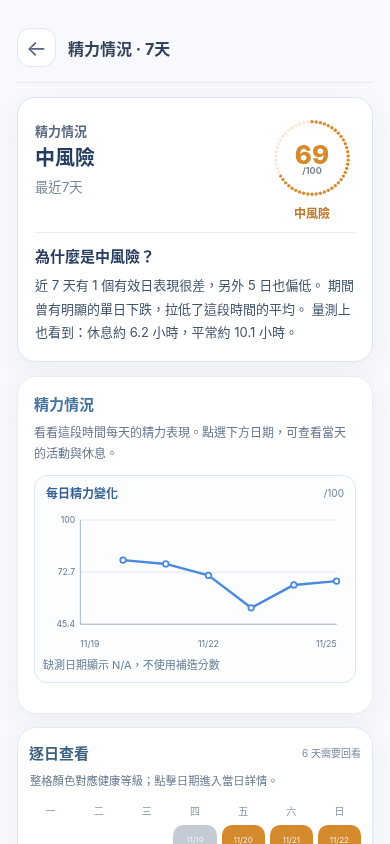 精力情況 · 7天
精力情況
中風險
最近7天
69
/100
中風險
為什麼是中風險？
近 7 天有 1 個有效日表現很差，另外 5 日也偏低。 期間
曾有明顯的單日下跌，拉低了這段時間的平均。 量測上
也看到：休息約 6.2 小時，平常約 10.1 小時。
精力情況
看看這段時間每天的精力表現。點選下方日期，可查看當天
的活動與休息。
每日精力變化
/100
100
72.7
45.4
11/19
11/22
11/25
缺測日期顯示 N/A，不使用補造分數
逐日查看
6 天需要回看
整格顏色對應健康等級；點擊日期進入當日詳情。
一 二 三 四 五 六 日
11/19 11/20 11/21 11/22